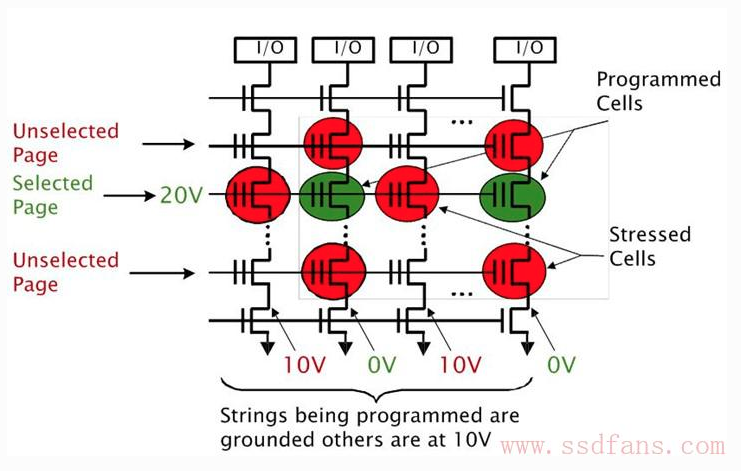 I/O I/O I/O I/O
Programmed
Cells
...
Unselected
Page
Selected
Page
20V
Unselected
Page
Stressed
Cells
...
10V 0V 10V 0V
Strings being programmed are
grounded others are at 10V
www.ssdfans.com